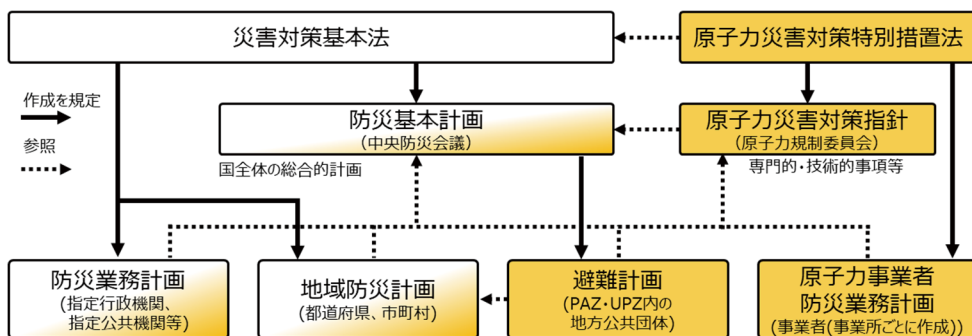 災害対策基本法
原子力災害対策特別措置法
作成を規定
参照
防災基本計画
(中央防災会議)
国全体の総合的計画
原子力災害対策指針
(原子力規制委員会)
専門的・技術的事項等
防災業務計画
(指定行政機関、
指定公共機関等)
地域防災計画
(都道府県、市町村)
避難計画
(PAZ・UPZ内の
地方公共団体)
原子力事業者
防災業務計画
(事業者(事業所ごとに作成))